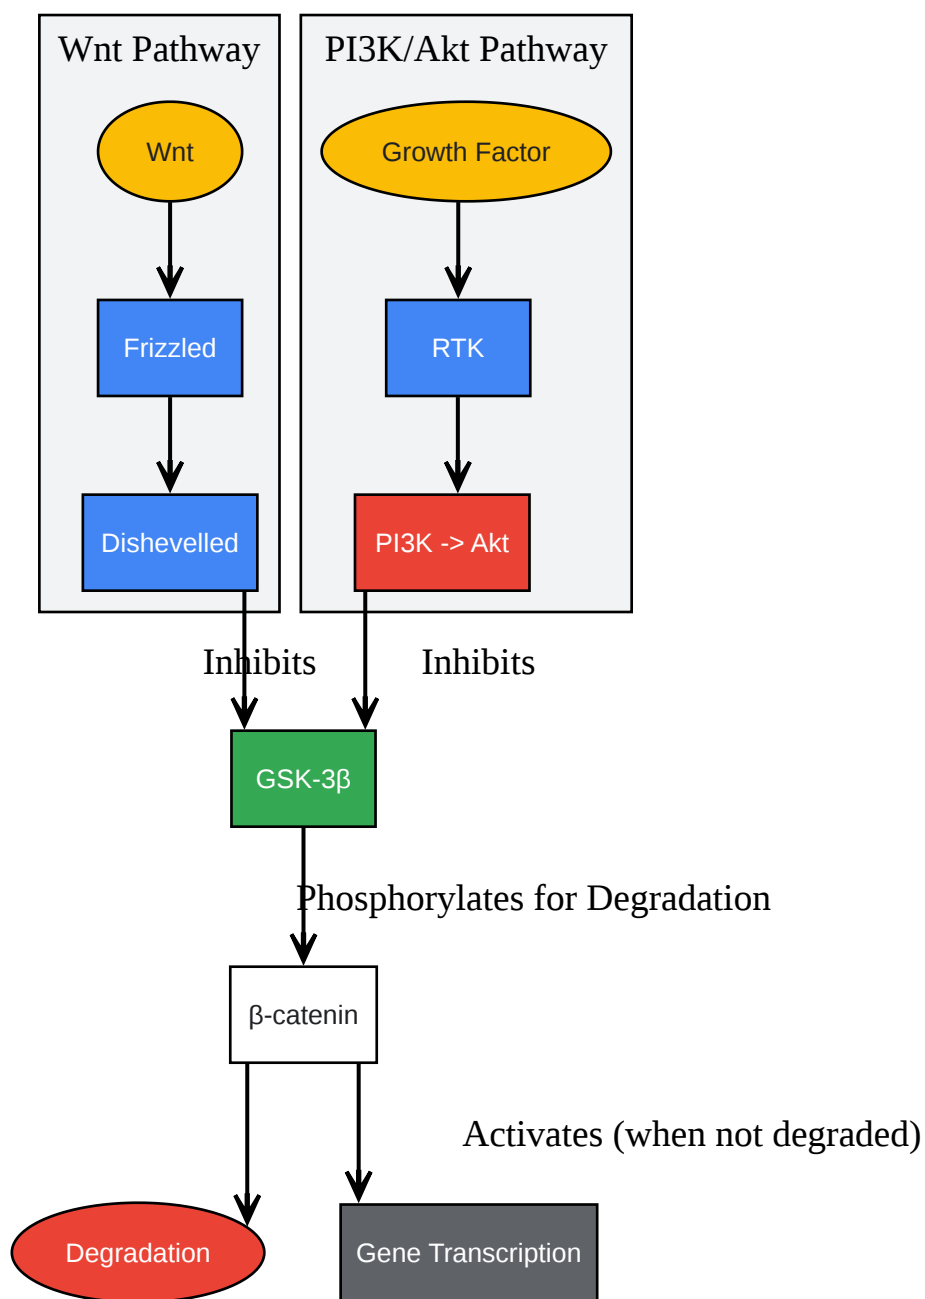 Wnt Pathway
PI3K/Akt Pathway
Wnt
Growth Factor
Frizzled
RTK
Dishevelled
PI3K -> Akt
Inhibits
Inhibits
GSK-3β
Phosphorylates for Degradation
β-catenin
Activates (when not degraded)
Degradation
Gene Transcription